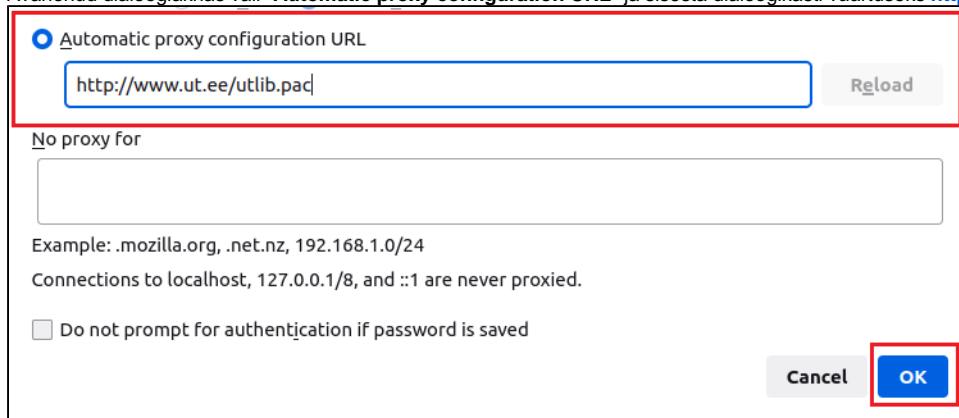 Automatic proxy configuration URL
http://www.ut.ee/utlib.pac
Reload
No proxy for
Example: .mozilla.org, .net.nz, 192.168.1.0/24
Connections to localhost, 127.0.0.1/8, and ::1 are never proxied.
Do not prompt for authentication if password is saved
Cancel
OK